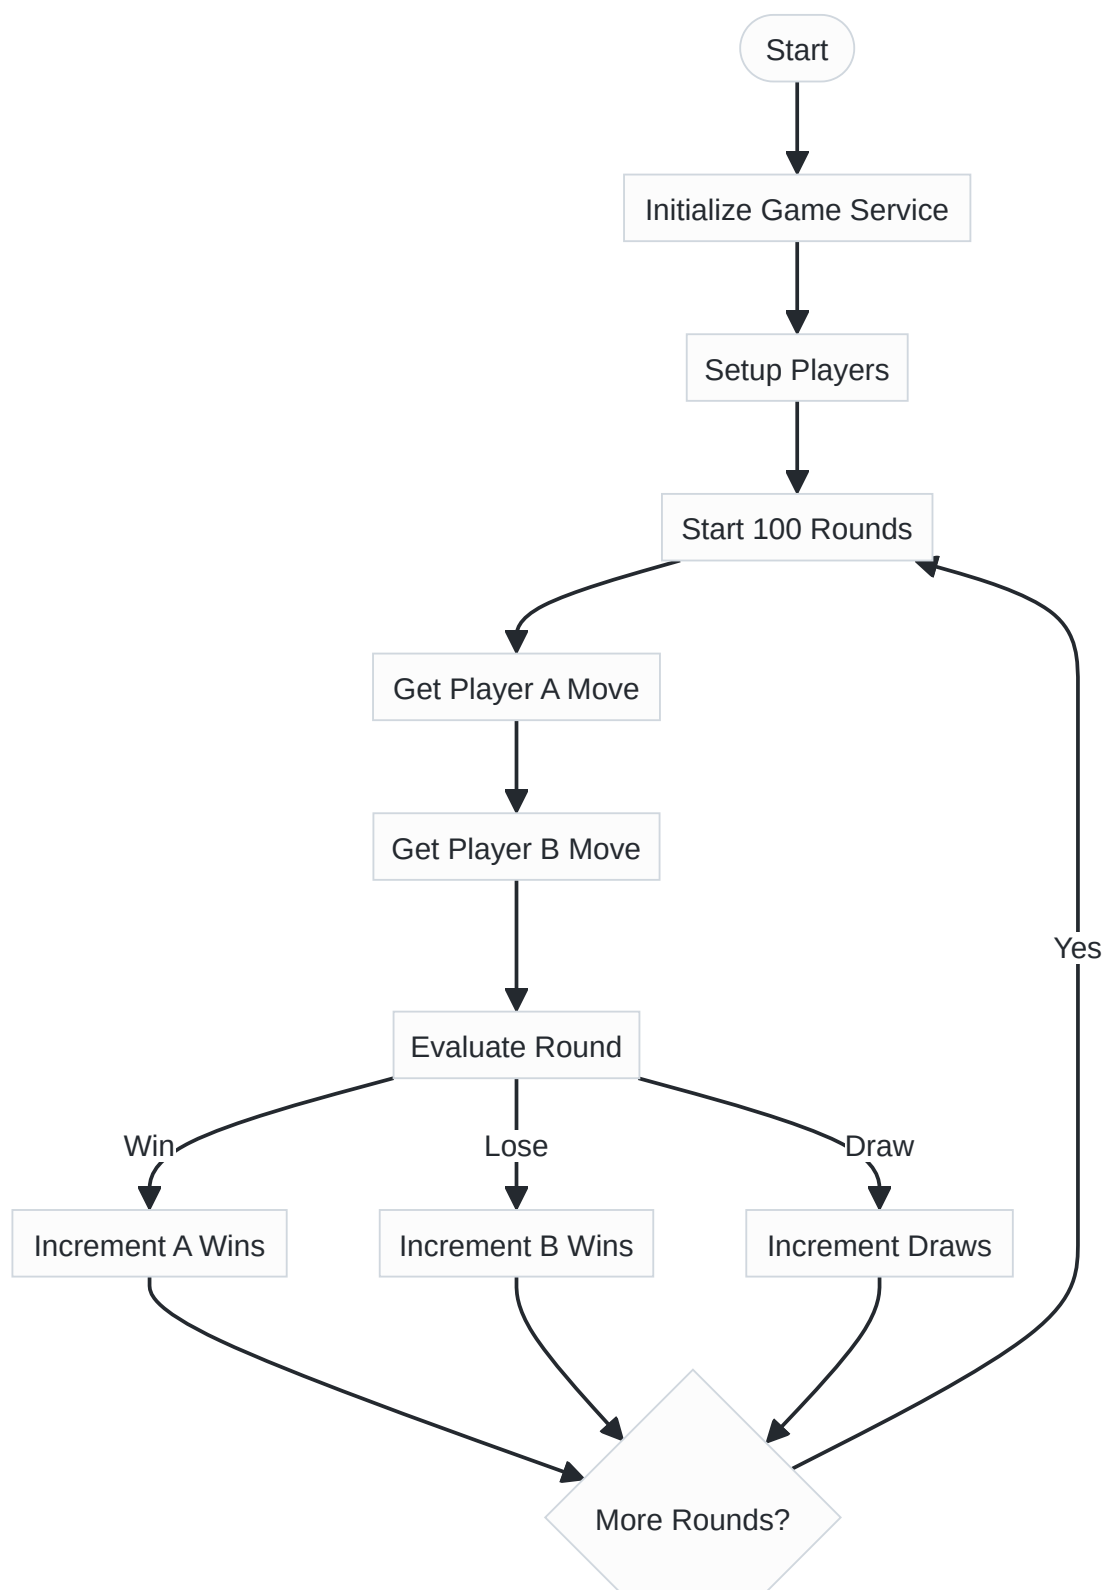 Start
Initialize Game Service
Setup Players
Start 100 Rounds
Get Player A Move
Get Player B Move
Yes
Evaluate Round
Win
Lose
Draw
Increment A Wins
Increment B Wins
Increment Draws
More Rounds?